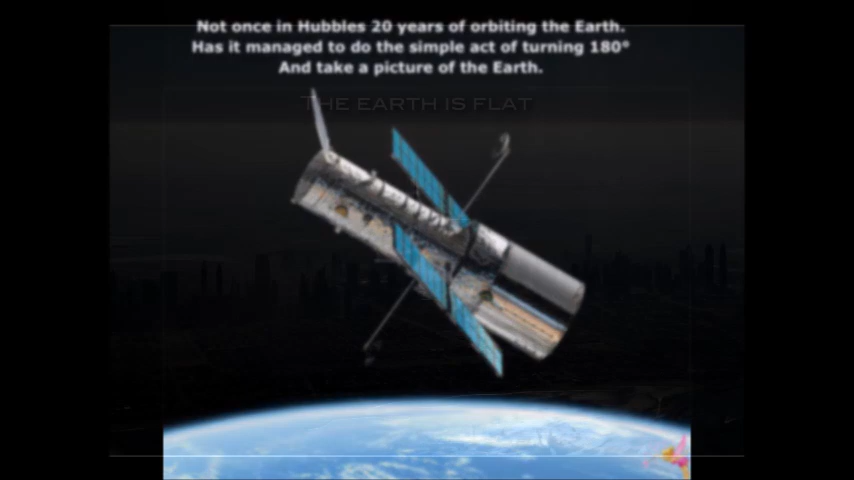 Not once in Hubbles 20 years of orbiting the Earth.
Has it managed to do the simple act of turning 180°
And take a picture of the Earth.
THE EARTH IS FLAT